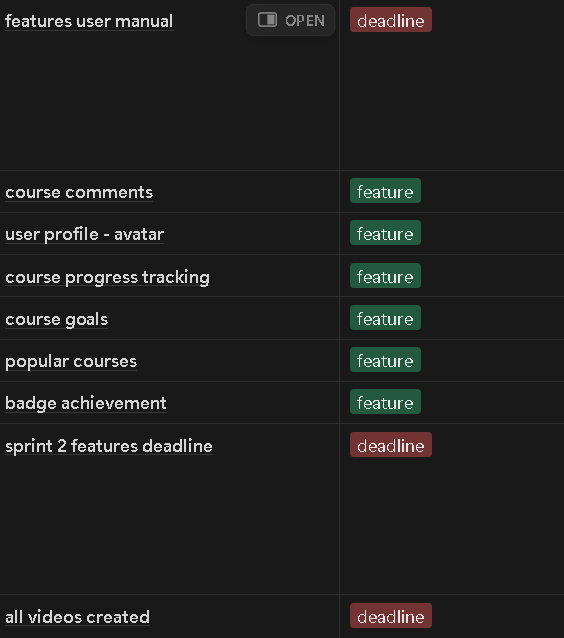 features user manual OPEN deadline
course comments feature
user profile - avatar feature
course progress tracking feature
course goals feature
popular courses feature
badge achievement feature
sprint 2 features deadline deadline
all videos created deadline